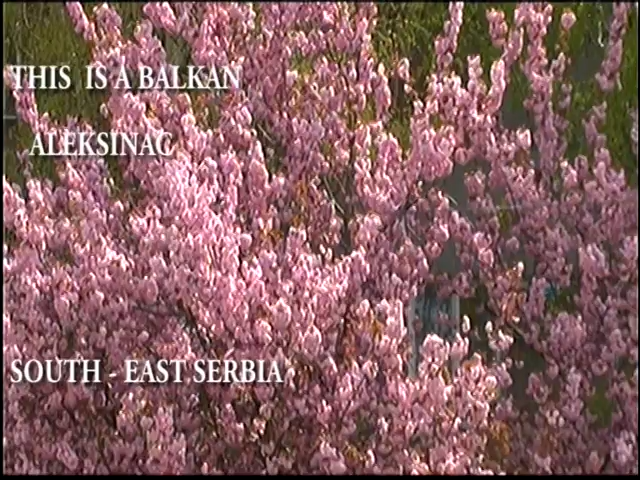 THIS IS A BALKAN
ALEKSINAC
SOUTH - EAST SERBIA